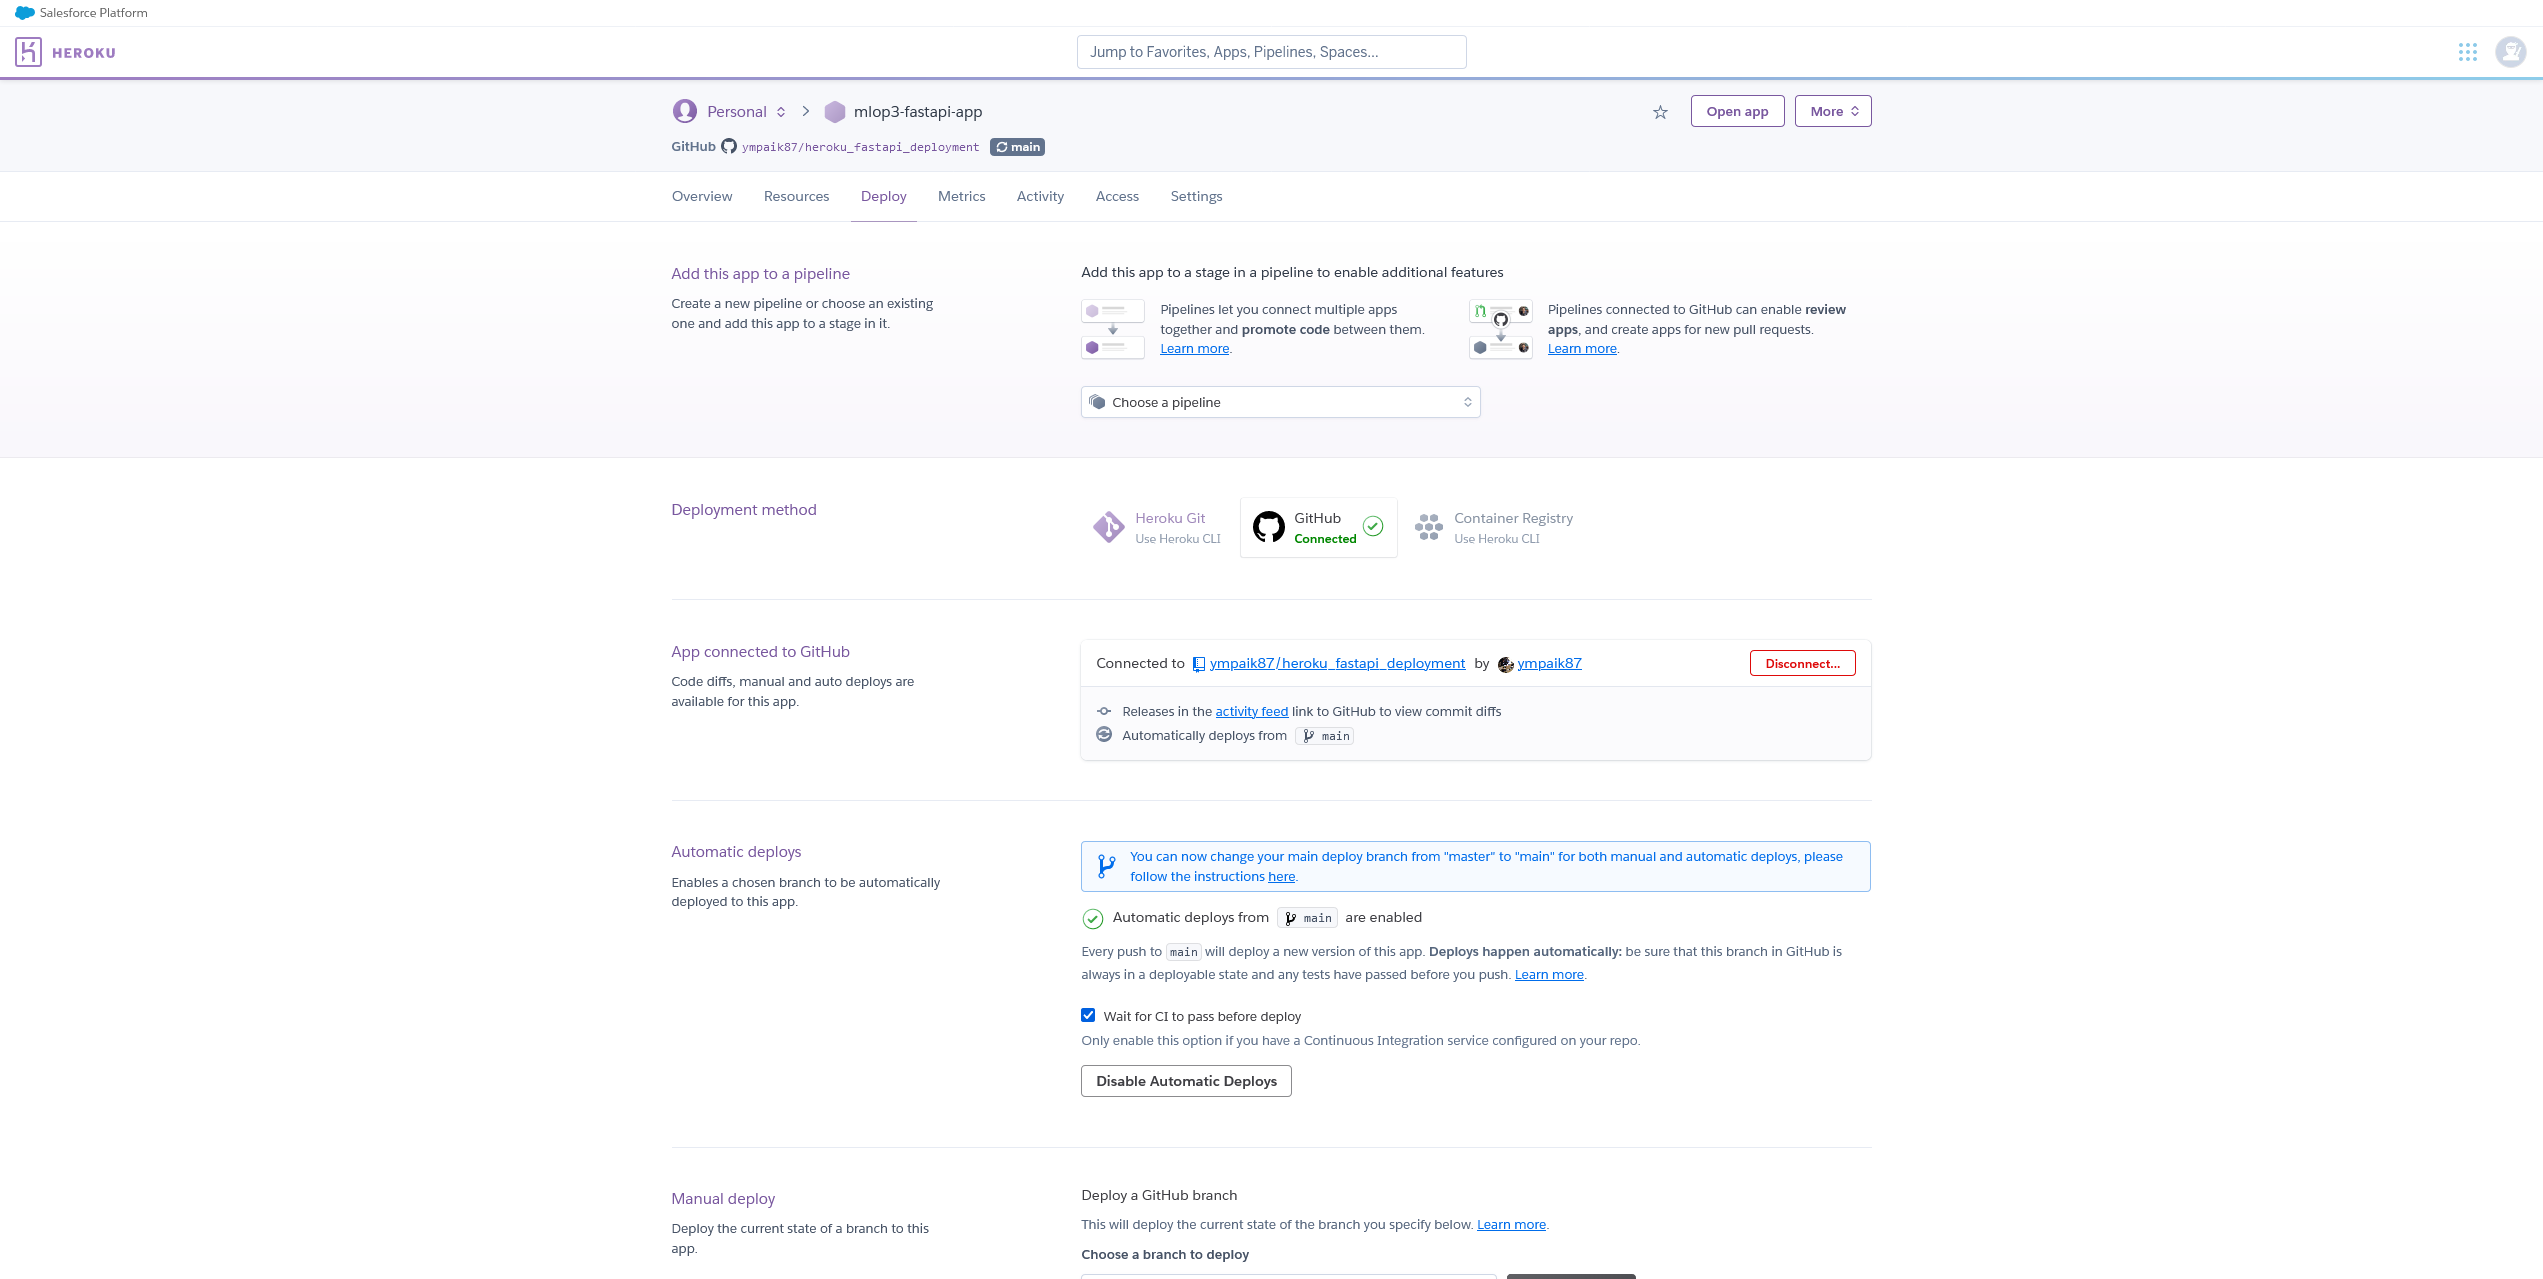 Salesforce Platform
HEROKU
Jump to Favorites, Apps, Pipelines, Spaces...
Personal
mlop3-fastapi-app
Open app
More
GitHub ympaik87/heroku_fastapi_deployment main
Overview
Resources
Deploy
Metrics
Activity
Access
Settings
Add this app to a pipeline
Create a new pipeline or choose an existing
one and add this app to a stage in it.
Add this app to a stage in a pipeline to enable additional features
Pipelines let you connect multiple apps
together and promote code between them.
Learn more.
Pipelines connected to GitHub can enable review
apps, and create apps for new pull requests.
Learn more.
Choose a pipeline
Deployment method
Heroku Git
Use Heroku CLI
GitHub
Connected
Container Registry
Use Heroku CLI
App connected to GitHub
Code diffs, manual and auto deploys are
available for this app.
Connected to ympaik87/heroku_fastapi_deployment by ympaik87
Disconnect...
Releases in the activity feed link to GitHub to view commit diffs
Automatically deploys from main
Automatic deploys
Enables a chosen branch to be automatically
deployed to this app.
You can now change your main deploy branch from "master" to "main" for both manual and automatic deploys, please
follow the instructions here.
Automatic deploys from main are enabled
Every push to main will deploy a new version of this app. Deploys happen automatically: be sure that this branch in GitHub is
always in a deployable state and any tests have passed before you push. Learn more.
Wait for CI to pass before deploy
Only enable this option if you have a Continuous Integration service configured on your repo.
Disable Automatic Deploys
Manual deploy
Deploy the current state of a branch to this
app.
Deploy a GitHub branch
This will deploy the current state of the branch you specify below. Learn more.
Choose a branch to deploy